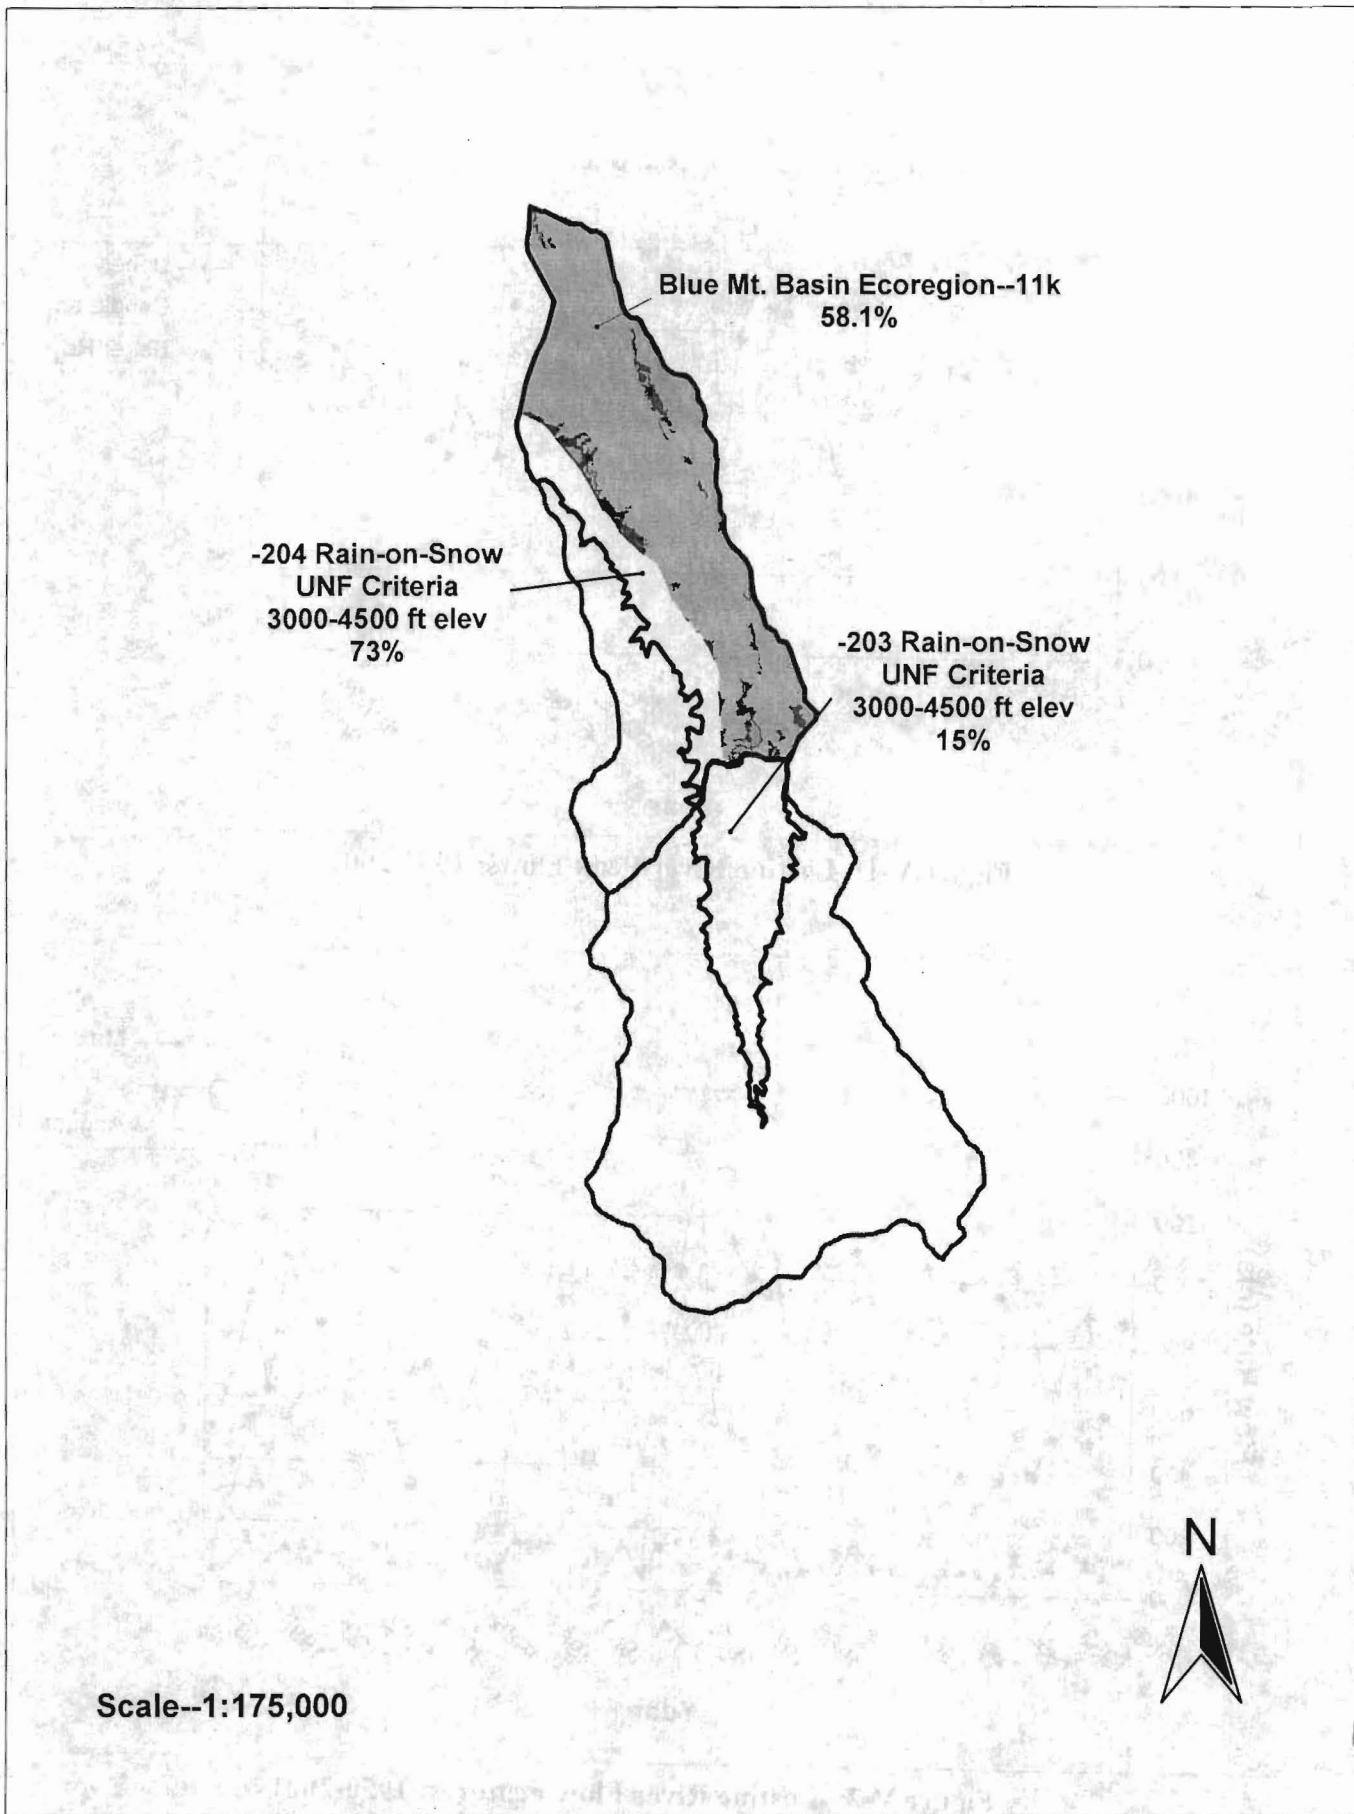 Blue Mt. Basin Ecoregion--11k
58.1%
-204 Rain-on-Snow
UNF Criteria
3000-4500 ft elev
73%
-203 Rain-on-Snow
UNF Criteria
3000-4500 ft elev
15%
N
Scale--1:175,000